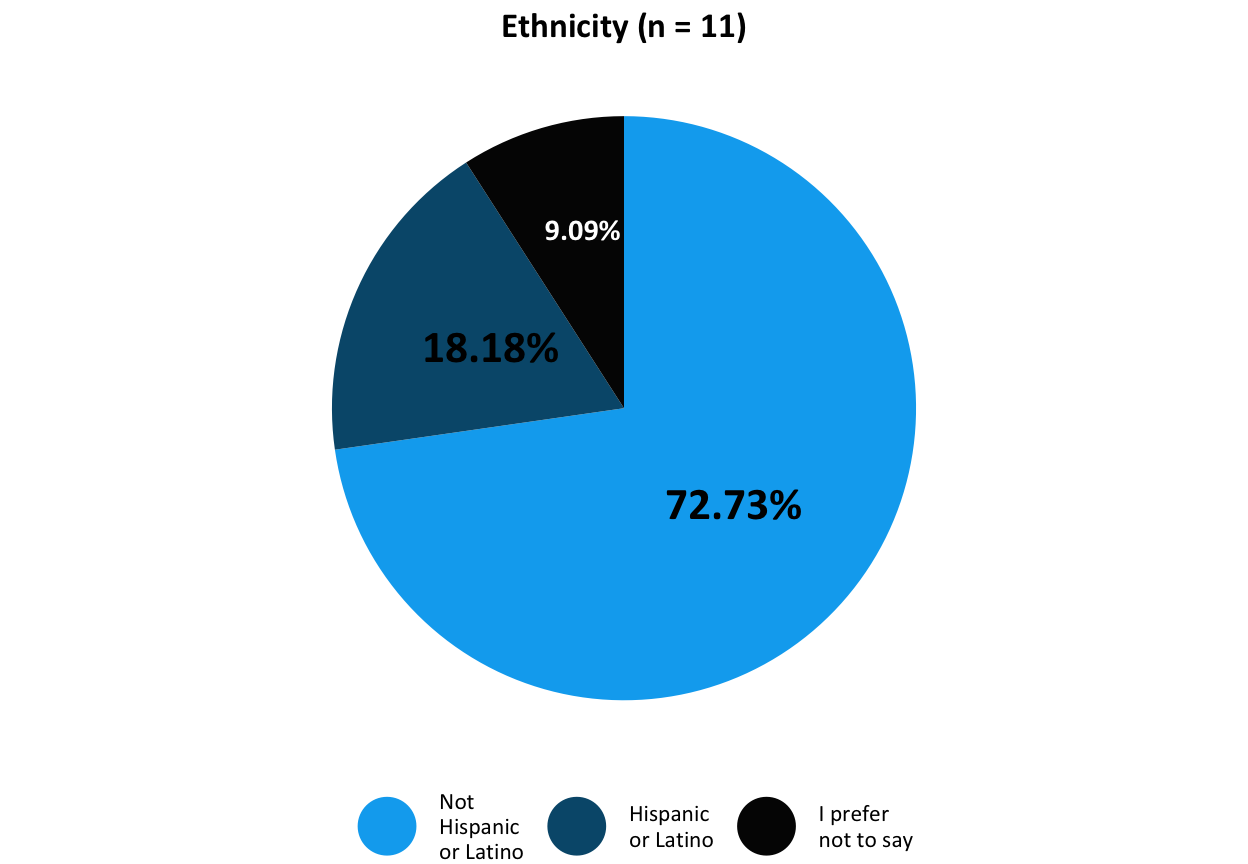 Ethnicity (n = 11)
9.09%
18.18%
72.73%
Not
Hispanic
or Latino
Hispanic
or Latino
I prefer
not to say